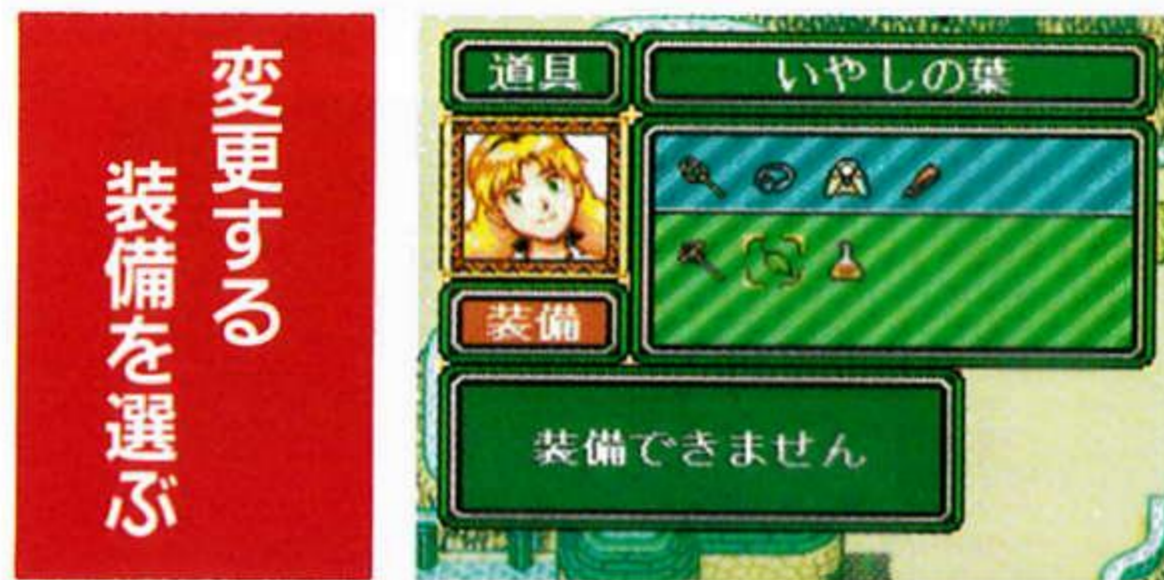 変更する
装備を選ぶ
道具
いやしの葉
装備
装備できません